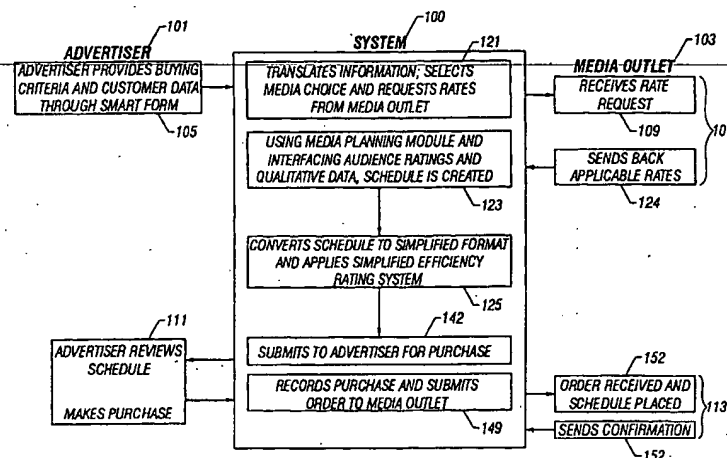 101
ADVERTISER
ADVERTISER PROVIDES BUYING
CRITERIA AND CUSTOMER DATA
THROUGH SMART FORM
105
100
SYSTEM
121
TRANSLATES INFORMATION; SELECTS
MEDIA CHOICE AND REQUESTS RATES
FROM MEDIA OUTLET
USING MEDIA PLANNING MODULE AND
INTERFACING AUDIENCE RATINGS AND
QUALITATIVE DATA, SCHEDULE IS CREATED
123
CONVERTS SCHEDULE TO SIMPLIFIED FORMAT
AND APPLIES SIMPLIFIED EFFICIENCY
RATING SYSTEM
125
142
SUBMITS TO ADVERTISER FOR PURCHASE
RECORDS PURCHASE AND SUBMITS
ORDER TO MEDIA OUTLET
149
103
MEDIA OUTLET
RECEIVES RATE
REQUEST
109
10
SENDS BACK
APPLICABLE RATES
124
111
ADVERTISER REVIEWS
SCHEDULE
MAKES PURCHASE
152
ORDER RECEIVED AND
SCHEDULE PLACED
113
SENDS CONFIRMATION
152